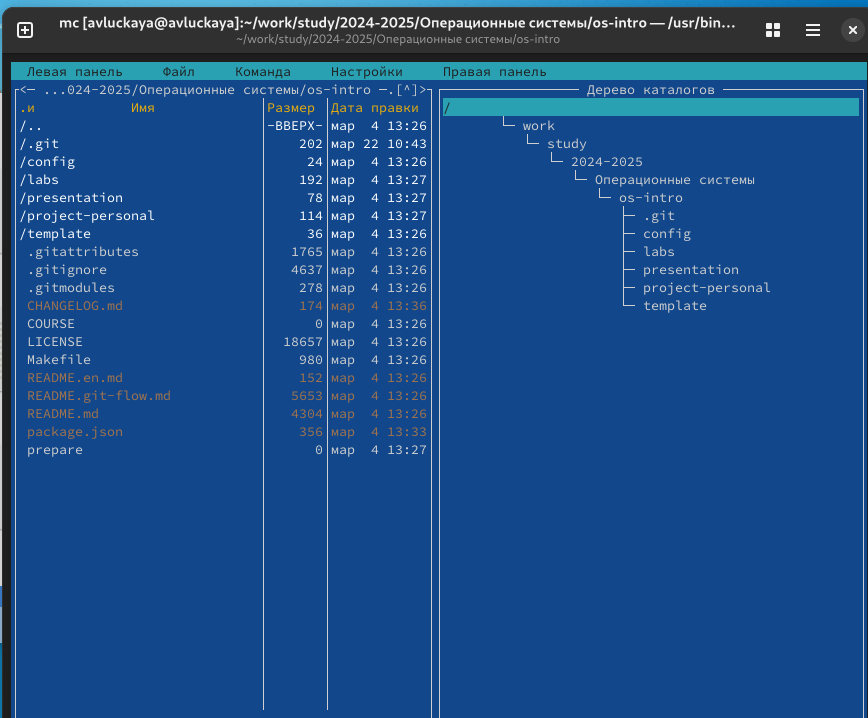 mc [avluckaya@avluckaya]:~/work/study/2024-2025/Операционные системы/os-intro — /usr/bin...
~/work/study/2024-2025/Операционные системы/os-intro
Левая панель Файл Команда Настройки Правая панель
<─ ...024-2025/Операционные системы/os-intro ─.[^]>
.и Имя Размер Дата правки
/.. -ВВЕРХ- мар 4 13:26
/.git 202 мар 22 10:43
/config 24 мар 4 13:26
/labs 192 мар 4 13:27
/presentation 78 мар 4 13:27
/project-personal 114 мар 4 13:27
/template 36 мар 4 13:26
.gitattributes 1765 мар 4 13:26
.gitignore 4637 мар 4 13:26
.gitmodules 278 мар 4 13:26
CHANGELOG.md 174 мар 4 13:36
COURSE 0 мар 4 13:26
LICENSE 18657 мар 4 13:26
Makefile 980 мар 4 13:26
README.en.md 152 мар 4 13:26
README.git-flow.md 5653 мар 4 13:26
README.md 4304 мар 4 13:26
package.json 356 мар 4 13:33
prepare 0 мар 4 13:27
Дерево каталогов
/
work
study
2024-2025
Операционные системы
os-intro
.git
config
labs
presentation
project-personal
template